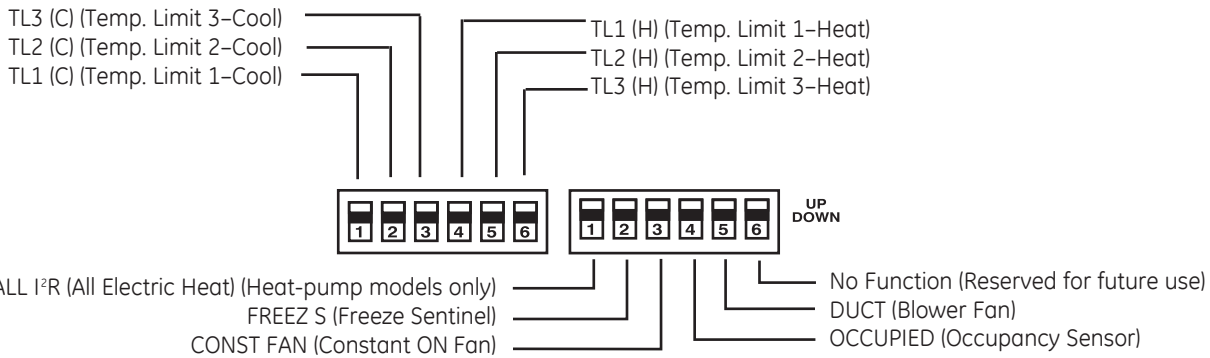 TL3 (C) (Temp. Limit 3–Cool)
TL2 (C) (Temp. Limit 2–Cool)
TL1 (C) (Temp. Limit 1–Cool)
TL1 (H) (Temp. Limit 1–Heat)
TL2 (H) (Temp. Limit 2–Heat)
TL3 (H) (Temp. Limit 3–Heat)
1 2 3 4 5 6
1 2 3 4 5 6
UP
DOWN
ALL I²R (All Electric Heat) (Heat-pump models only)
FREEZ S (Freeze Sentinel)
CONST FAN (Constant ON Fan)
No Function (Reserved for future use)
DUCT (Blower Fan)
OCCUPIED (Occupancy Sensor)